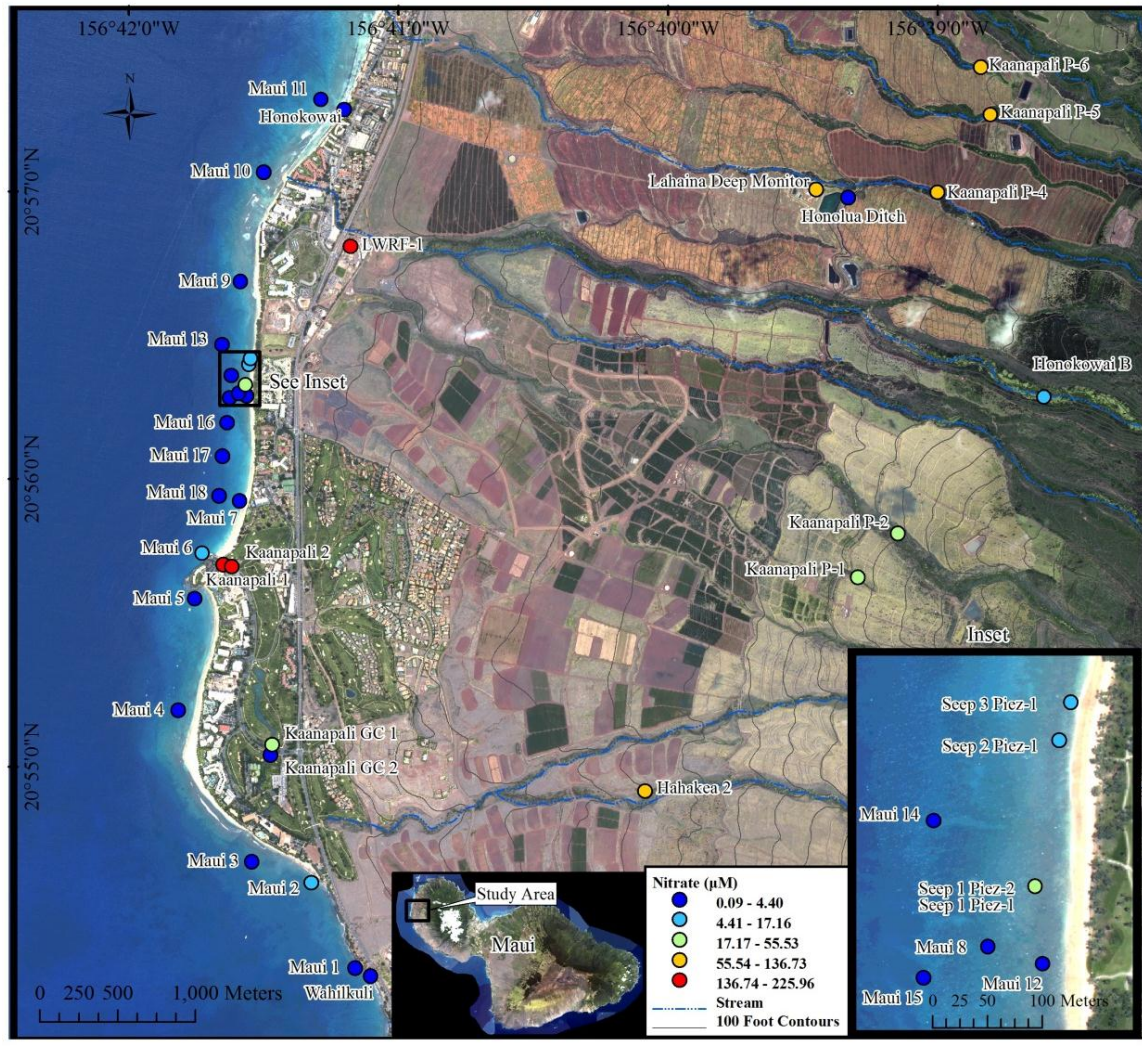 156°42'0"W
156°41'0"W
156°40'0"W
156°39'0"W
N
Maui 11
Honokowai
Kaanapali P-6
Kaanapali P-5
Maui 10
20°57'0"N
Lahaina Deep Monitor
Kaanapali P-4
Honolua Ditch
LWRF-1
Maui 9
Maui 13
See Inset
Honokowai B
Maui 16
Maui 17
20°56'0"N
Maui 18
Maui 7
Kaanapali P-2
Maui 6
Kaanapali 2
Kaanapali 1
Kaanapali P-1
Maui 5
Inset
Maui 4
Kaanapali GC 1
Kaanapali GC 2
20°55'0"N
Hahakea 2
Maui 3
Maui 2
Maui 1
Wahilkuli
0 250 500 1,000 Meters
Study Area
Maui
Nitrate (µM)
0.09 - 4.40
4.41 - 17.16
17.17 - 55.53
55.54 - 136.73
136.74 - 225.96
Stream
100 Foot Contours
Seep 3 Piez-1
Seep 2 Piez-1
Maui 14
Seep 1 Piez-2
Seep 1 Piez-1
Maui 8
Maui 12
Maui 15
0 50 100 Meters